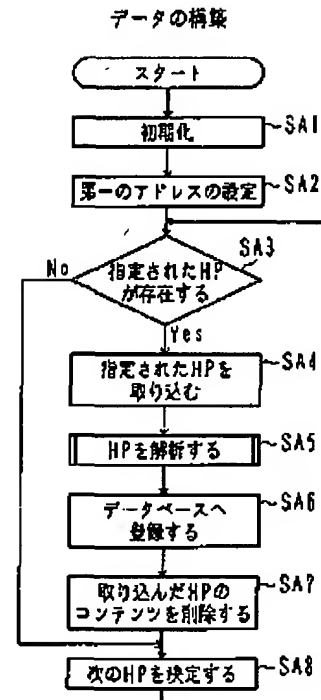 データの構築
スタート
初期化
SA1
第一のアドレスの設定
SA2
指定されたHP
が存在する
SA3
No
Yes
指定されたHPを
取り込む
SA4
HPを解析する
SA5
データベースへ
登録する
SA6
取り込んだHPの
コンテンツを削除する
SA7
次のHPを決定する
SA8